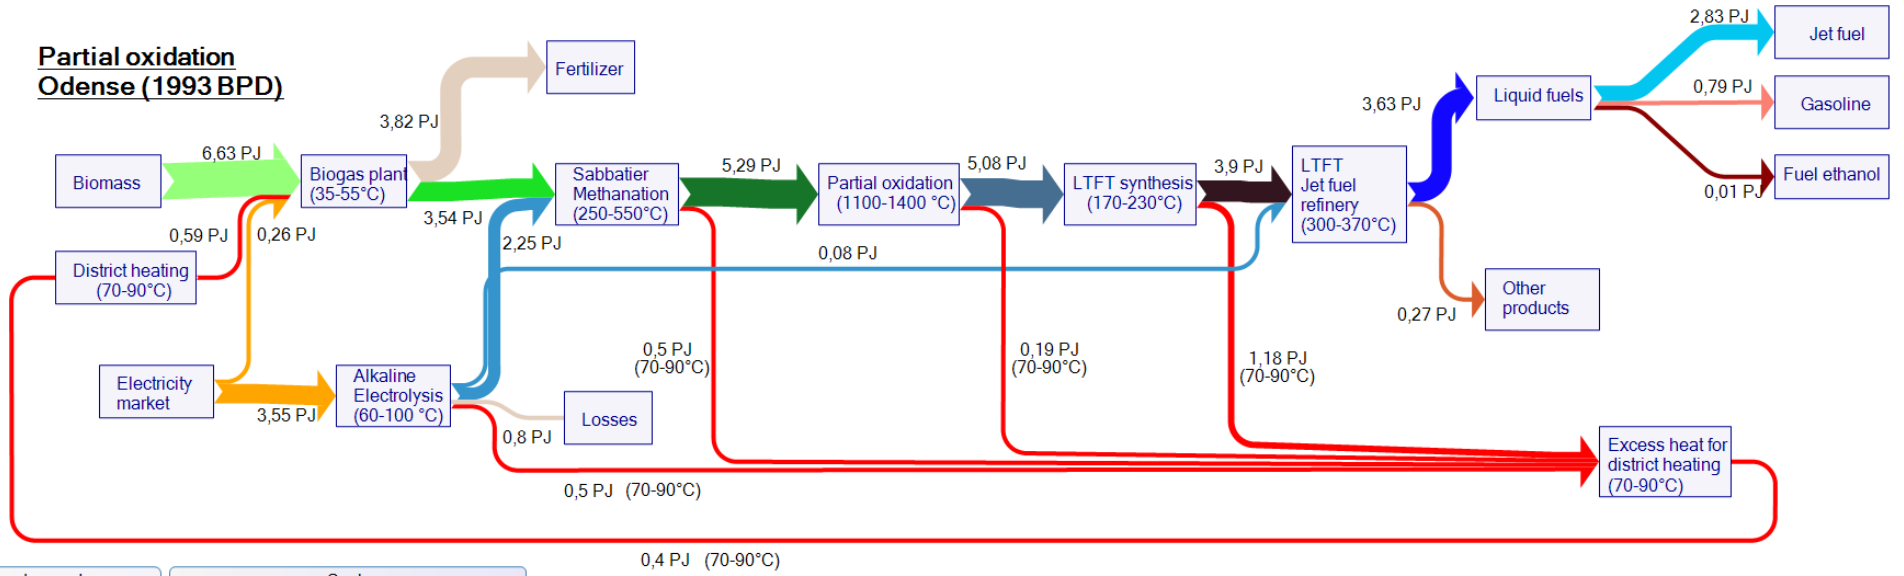 Partial oxidation
Odense (1993 BPD)
Fertilizer
3,82 PJ
Biomass
6,63 PJ
Biogas plant
(35-55°C)
3,54 PJ
0,59 PJ
0,26 PJ
District heating
(70-90°C)
Electricity
market
3,55 PJ
Alkaline
Electrolysis
(60-100 °C)
Losses
0,8 PJ
2,25 PJ
0,08 PJ
Sabbatier
Methanation
(250-550°C)
5,29 PJ
Partial oxidation
(1100-1400 °C)
5,08 PJ
LTFT synthesis
(170-230°C)
3,9 PJ
LTFT
Jet fuel
refinery
(300-370°C)
3,63 PJ
Liquid fuels
2,83 PJ
Jet fuel
0,79 PJ
Gasoline
0,01 PJ
Fuel ethanol
0,27 PJ
Other
products
0,5 PJ
(70-90°C)
0,19 PJ
(70-90°C)
1,18 PJ
(70-90°C)
0,5 PJ (70-90°C)
Excess heat for
district heating
(70-90°C)
0,4 PJ (70-90°C)